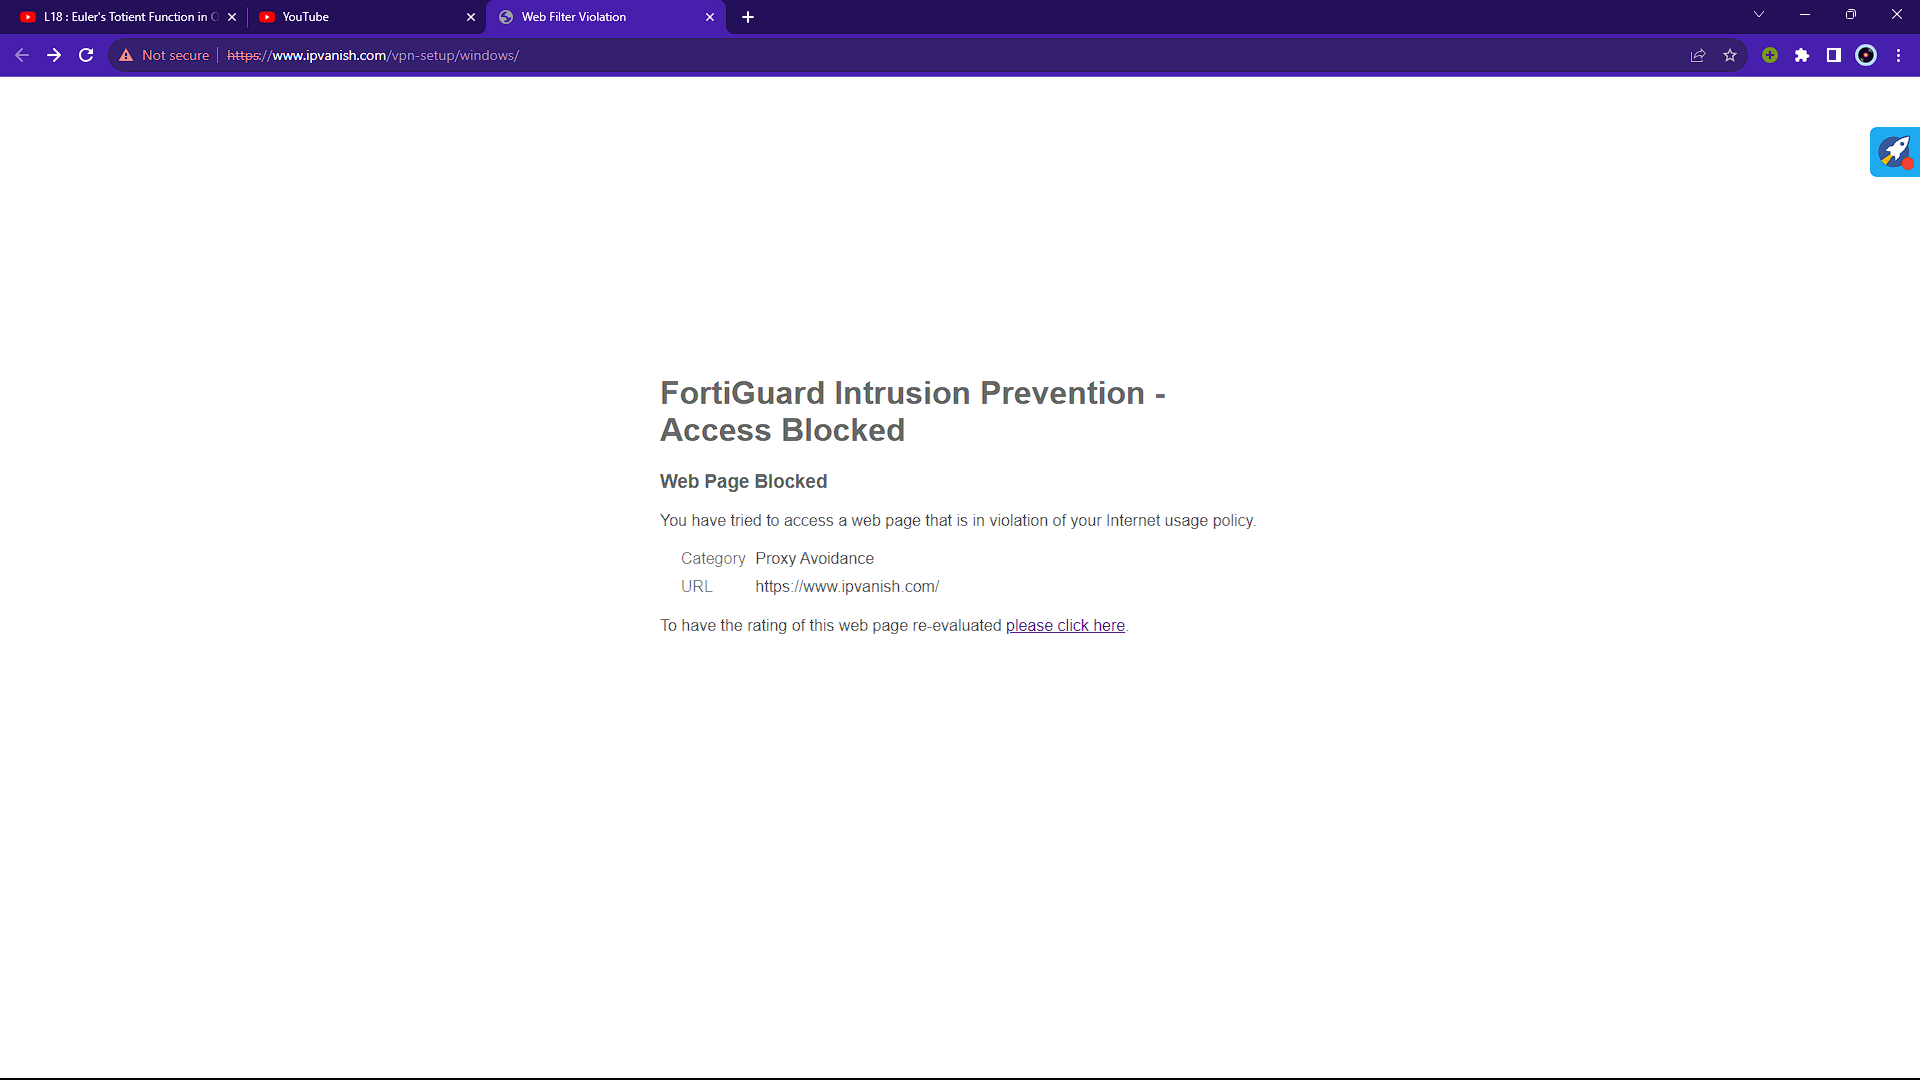 L18 : Euler's Totient Function in
YouTube
Web Filter Violation
Not secure
https://www.ipvanish.com/vpn-setup/windows/
FortiGuard Intrusion Prevention -
Access Blocked
Web Page Blocked
You have tried to access a web page that is in violation of your Internet usage policy.
Category Proxy Avoidance
URL https://www.ipvanish.com/
To have the rating of this web page re-evaluated please click here.